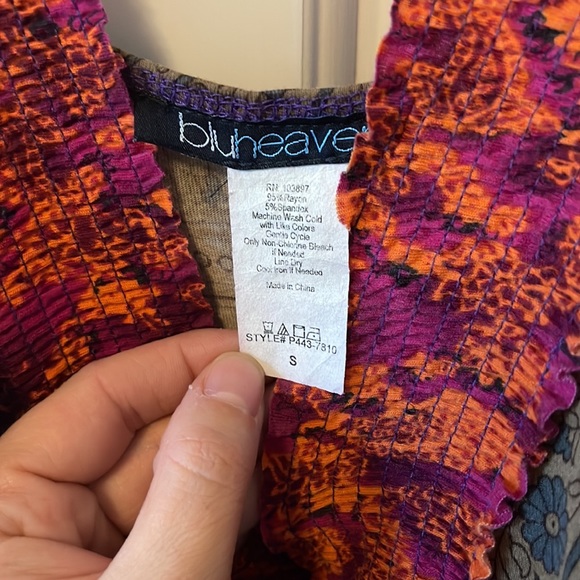 bluheaven
RN 103897
95% Rayon
5% Spandex
Machine Wash Cold
with Like Colors
Gentle Cycle
Only Non-Chlorine Bleach
if Needed
Line Dry
Cool Iron if Needed
Made in China
STYLE# P443-7810
S